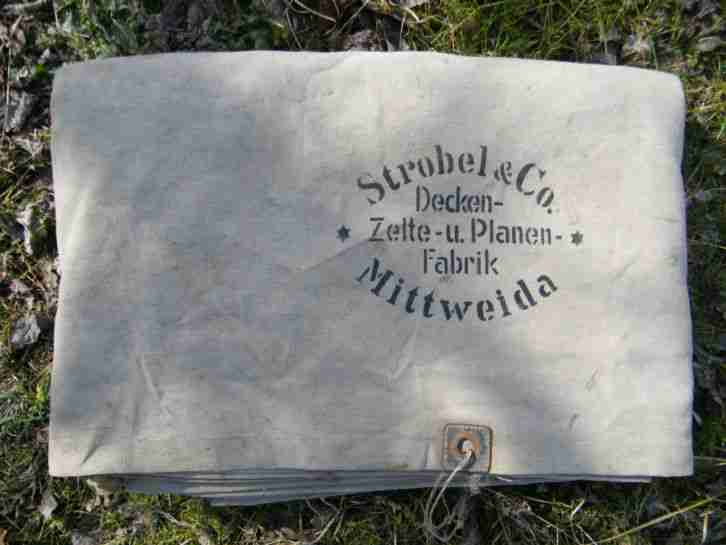 Strobel & Co.
Decken-
* Zelte- u. Planen- *
Fabrik
Mittweida